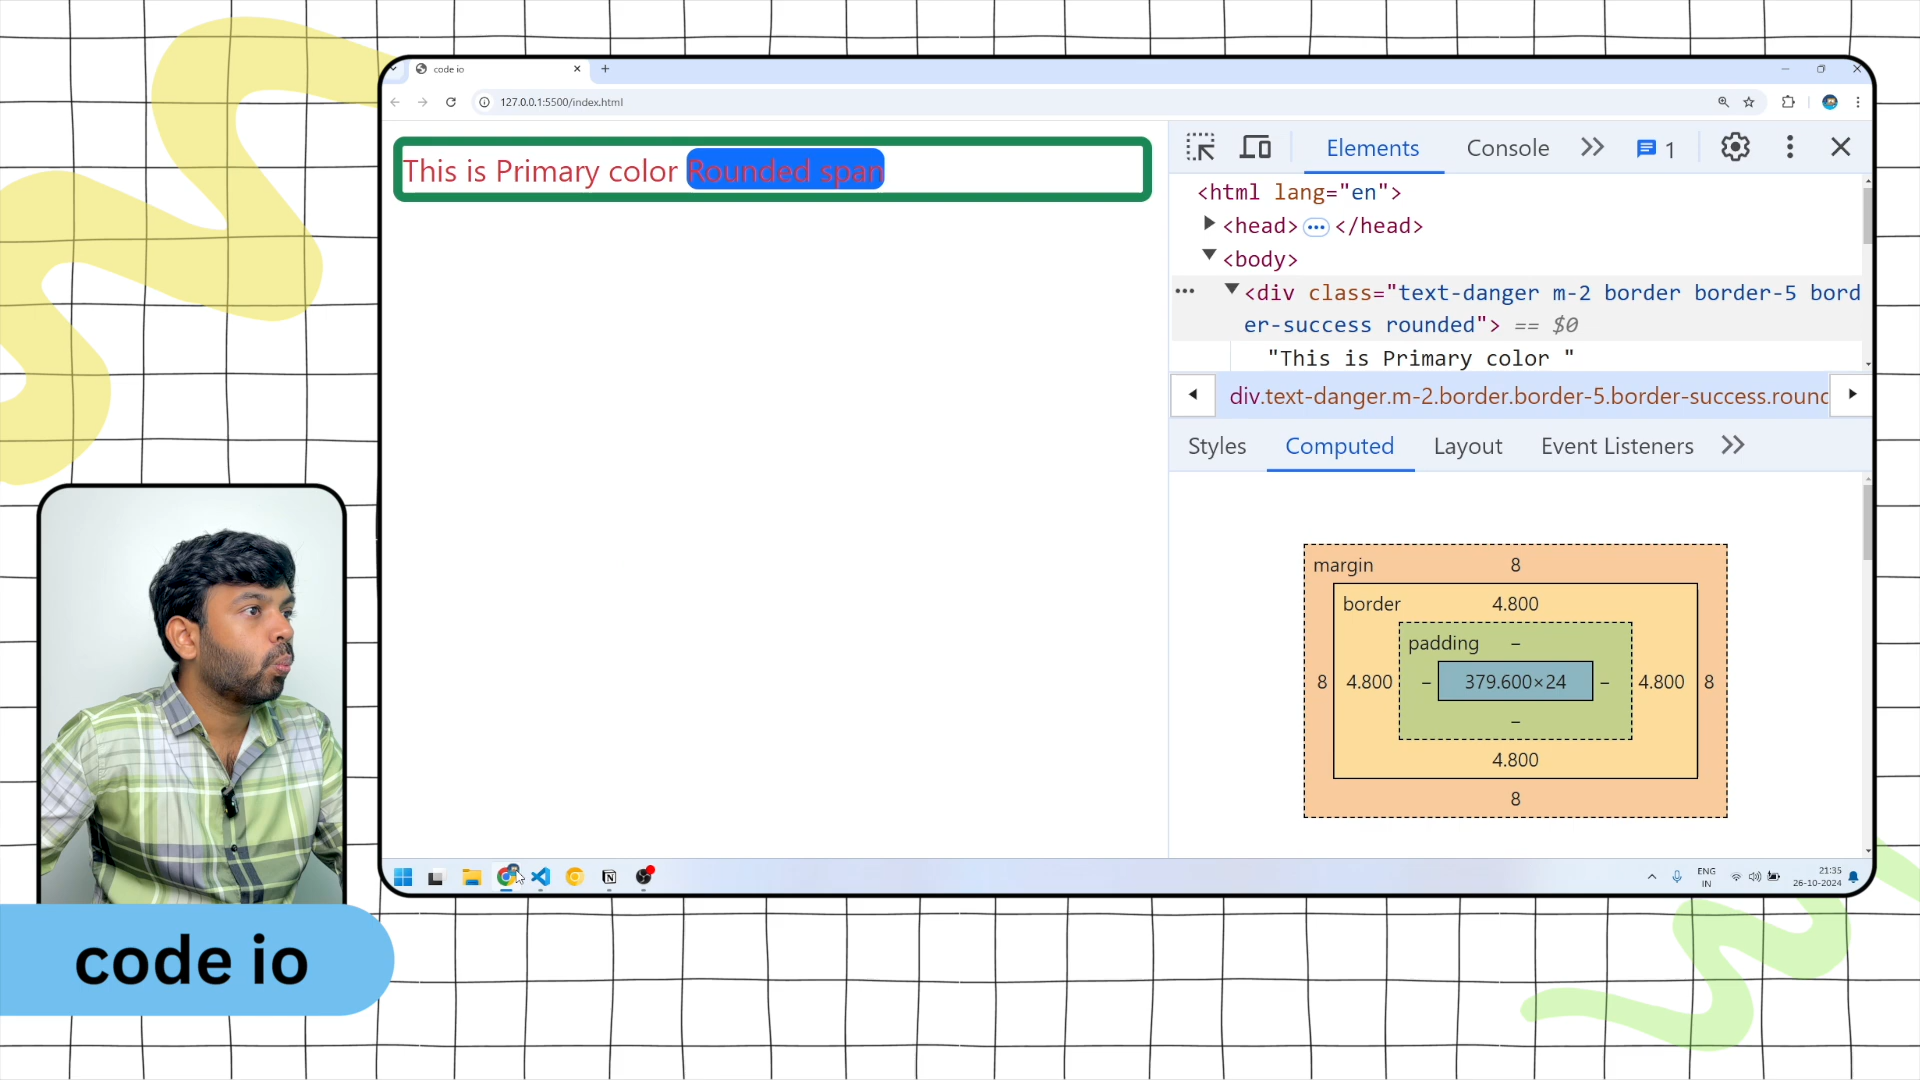 code io
127.0.0.1:5500/index.html
This is Primary color Rounded span
Elements
Console
1
<html lang="en">
<head> ••• </head>
<body>
<div class="text-danger m-2 border border-5 bord
er-success rounded"> == $0
"This is Primary color "
div.text-danger.m-2.border.border-5.border-success.round
Styles
Computed
Layout
Event Listeners
margin 8
border 4.800
padding –
8 4.800 – 379.600×24 – 4.800 8
–
4.800
8
ENG
IN
21:35
26-10-2024
code io